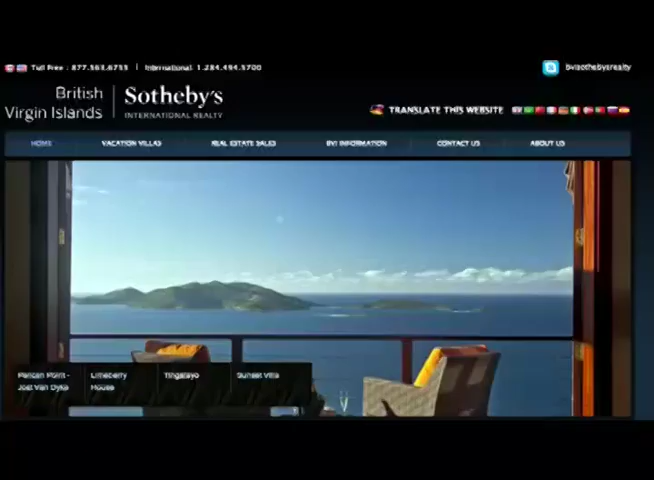 Toll Free : 877.563.6753 | International: 1.284.494.5700
bvisothebysrealty
British Virgin Islands
Sotheby's
INTERNATIONAL REALTY
TRANSLATE THIS WEBSITE
HOME VACATION VILLAS REAL ESTATE SALES BVI INFORMATION CONTACT US ABOUT US
Pelican Point - Jost Van Dyke
Limeberry House
Tingalayo
Sunset Villa